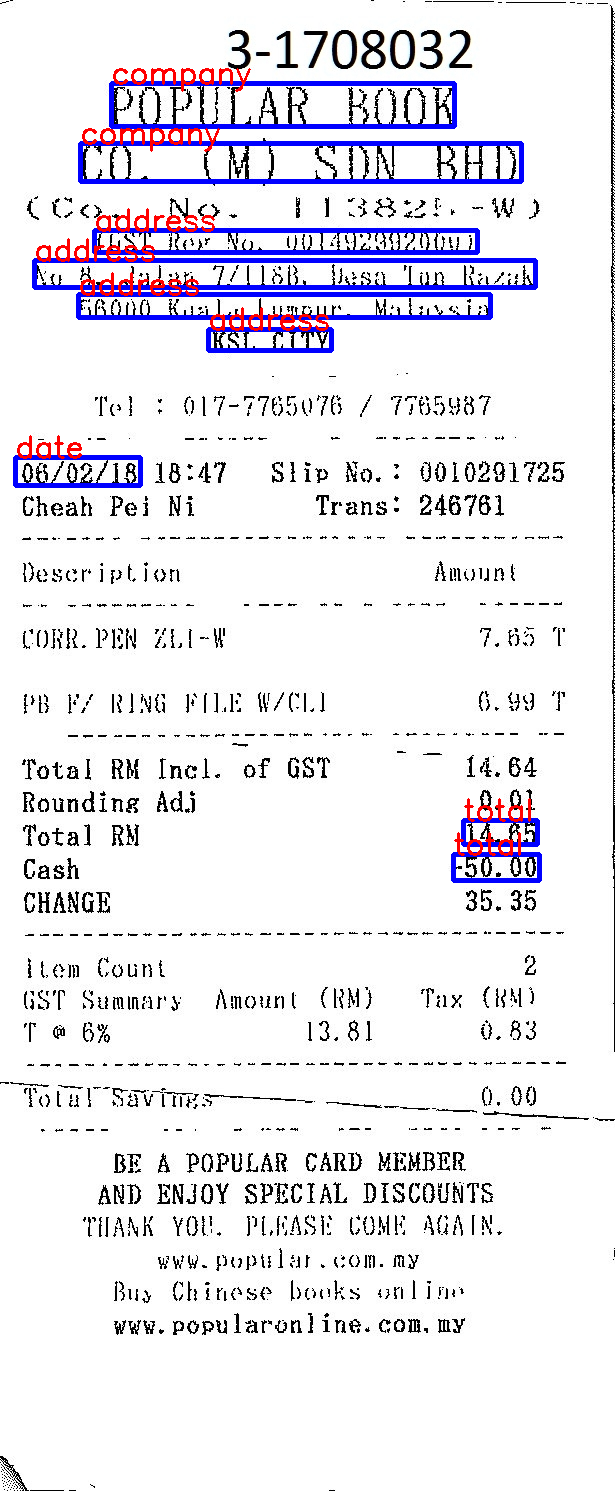 3-1708032
company
POPULAR BOOK
company
CO. (M) SDN BHD
(Co. No. 113825-W)
address
(GST Reg No. 001492992000)
address
No 8, Jalan 7/118B, Desa Tun Razak
address
56000 Kuala Lumpur, Malaysia
address
KSL CITY
Tel : 017-7765076 / 7765987
date
06/02/18 18:47 Slip No.: 0010291725
Cheah Pei Ni Trans: 246761
Description Amount
CORR.PEN ZL1-W 7.65 T
PB F/ RING FILE W/CLI 6.99 T
Total RM Incl. of GST 14.64
Rounding Adj 0.01
total
Total RM 14.65
total
Cash -50.00
CHANGE 35.35
Item Count 2
GST Summary Amount (RM) Tax (RM)
T @ 6% 13.81 0.83
Total Savings 0.00
BE A POPULAR CARD MEMBER
AND ENJOY SPECIAL DISCOUNTS
THANK YOU. PLEASE COME AGAIN.
www.popular.com.my
Buy Chinese books online
www.popularonline.com.my